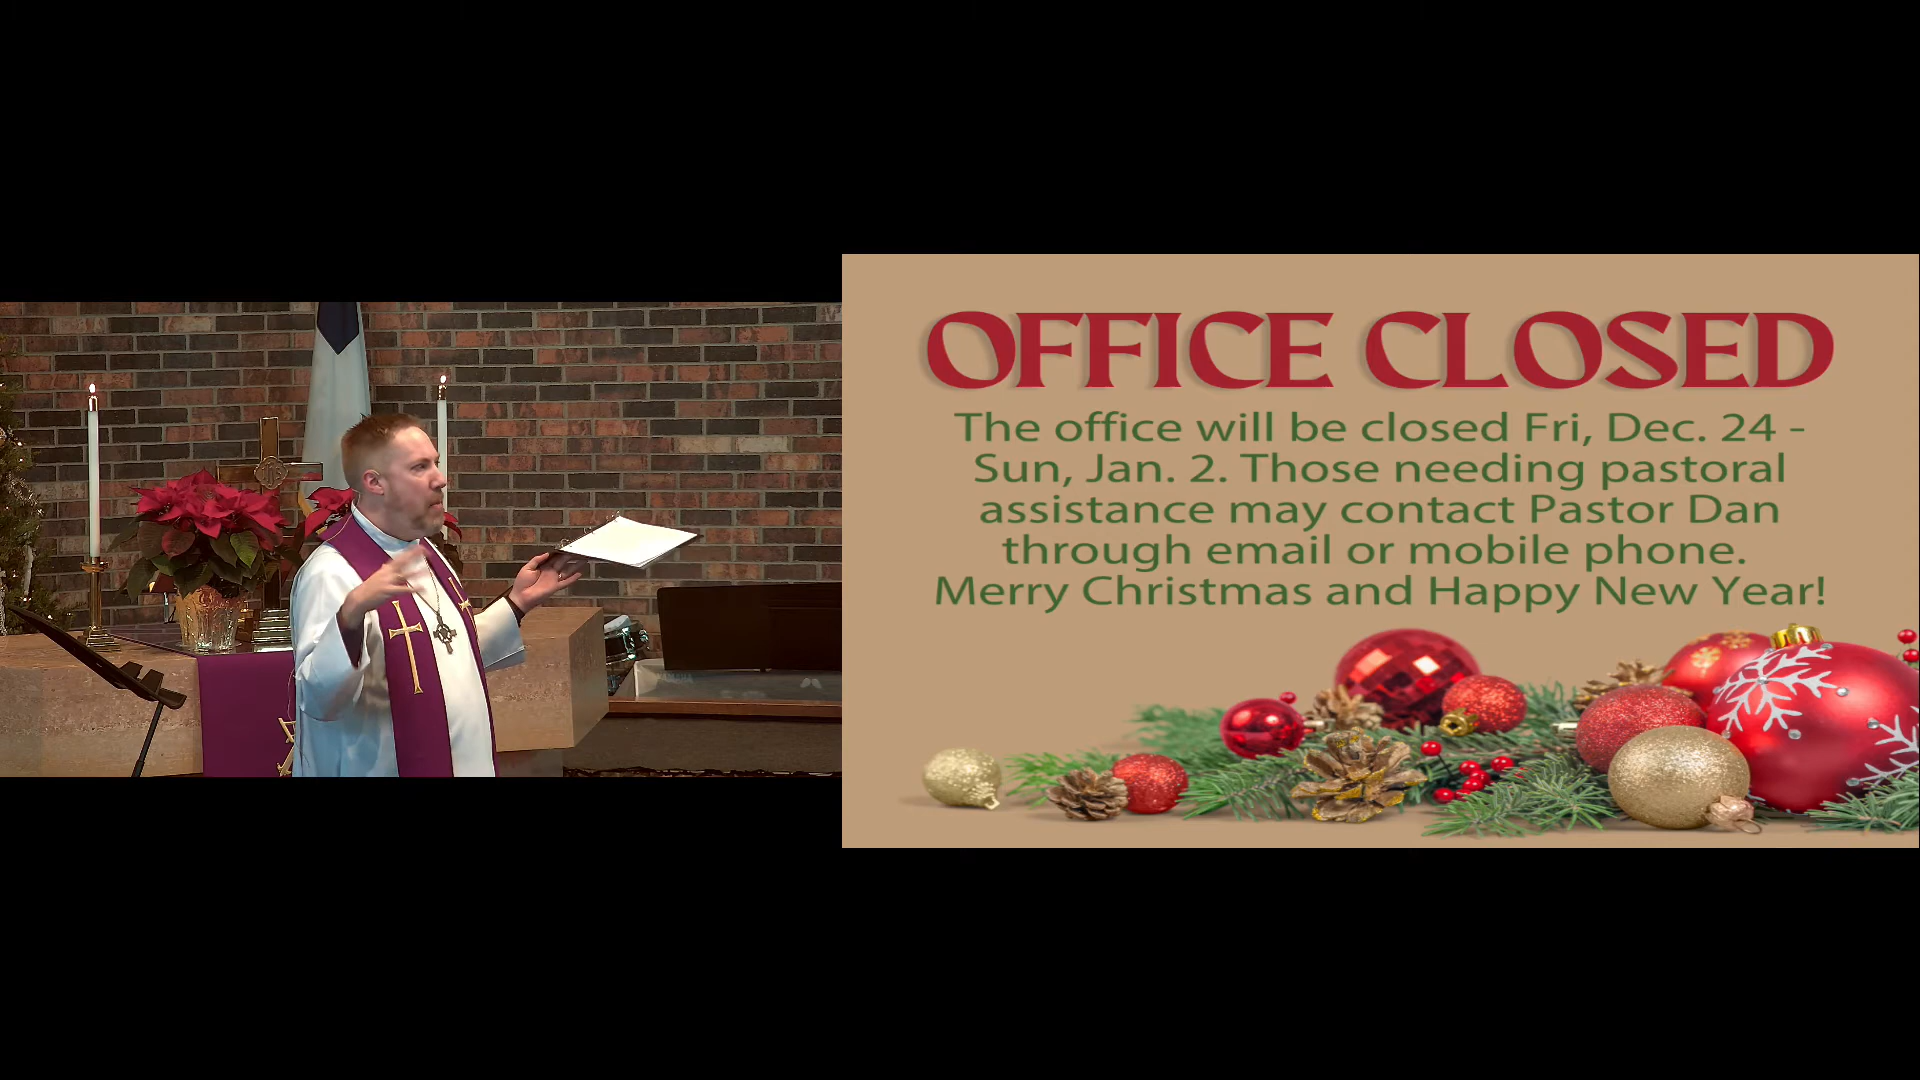 OFFICE CLOSED
The office will be closed Fri, Dec. 24 -
Sun, Jan. 2. Those needing pastoral
assistance may contact Pastor Dan
through email or mobile phone.
Merry Christmas and Happy New Year!